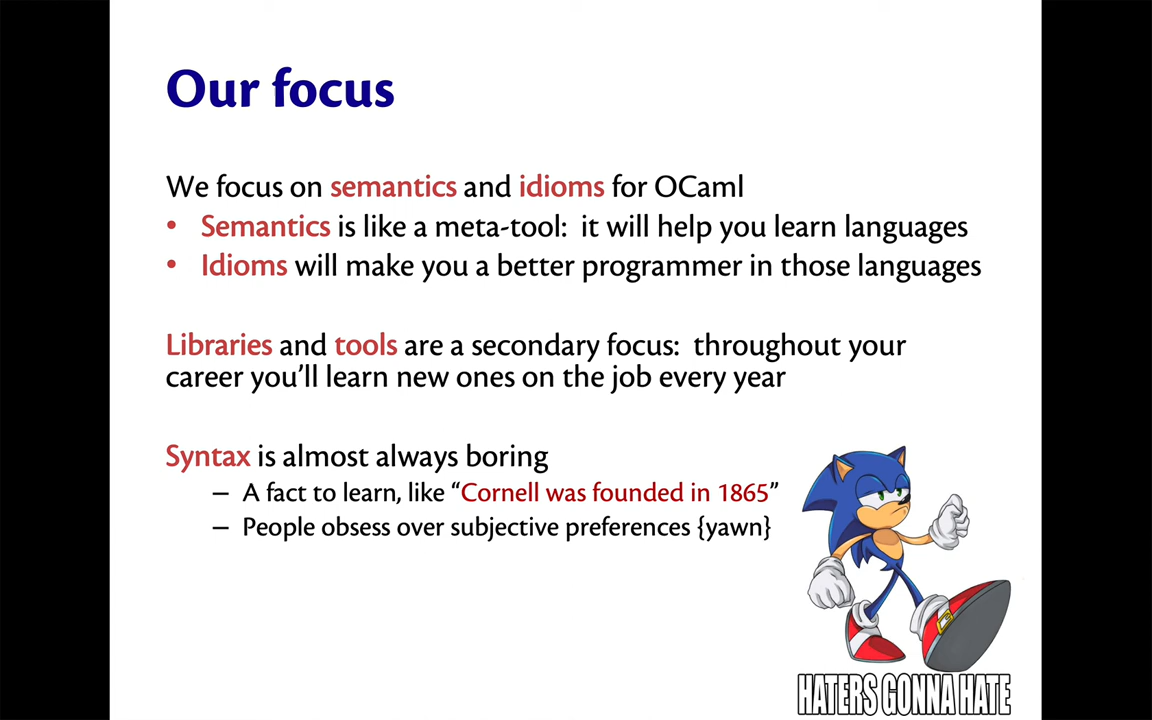 Our focus
We focus on semantics and idioms for OCaml
• Semantics is like a meta-tool: it will help you learn languages
• Idioms will make you a better programmer in those languages
Libraries and tools are a secondary focus: throughout your
career you’ll learn new ones on the job every year
Syntax is almost always boring
– A fact to learn, like “Cornell was founded in 1865”
– People obsess over subjective preferences {yawn}
HATERS GONNA HATE